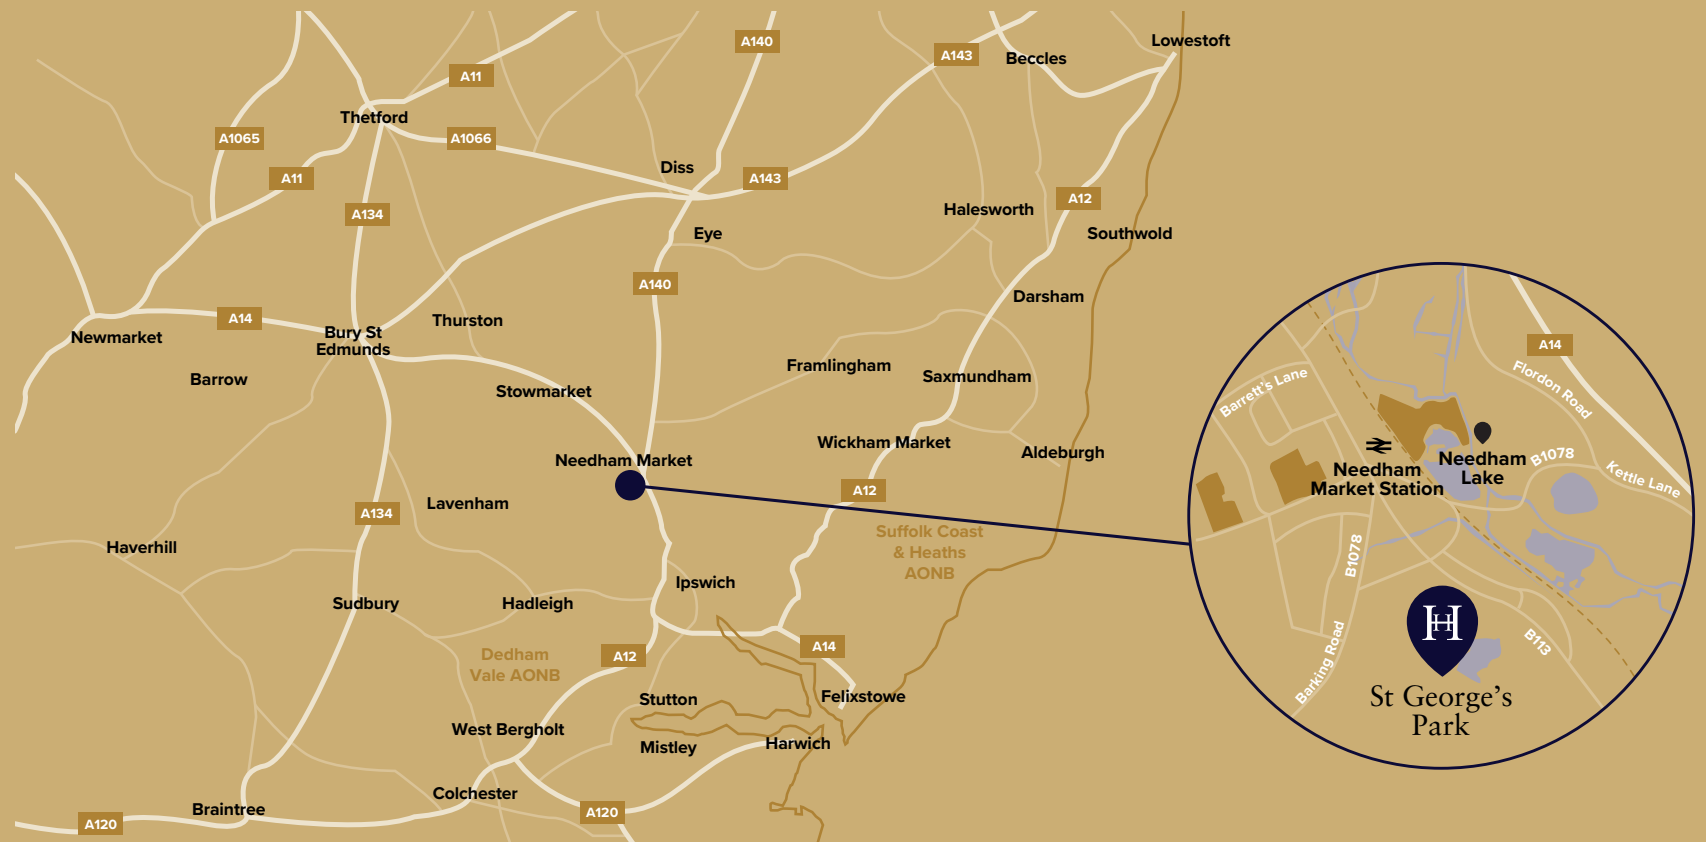 Lowestoft
A140
A143
Beccles
A11
Thetford
A1065
A1066
Diss
A11
A143
A12
A134
Halesworth
Southwold
Eye
A140
Darsham
A14
Thurston
Newmarket
Bury St
Edmunds
Barrow
Framlingham
Saxmundham
Stowmarket
Wickham Market
Aldeburgh
Needham Market
A12
Lavenham
A134
Suffolk Coast
& Heaths
AONB
Haverhill
Ipswich
Sudbury
Hadleigh
Dedham
Vale AONB
A12
A14
Stutton
Felixstowe
West Bergholt
Mistley
Harwich
Colchester
Braintree
A120
A120
A14
Flordon Road
Barrett's Lane
Needham
Lake
Needham
Market Station
B1078
Kettle Lane
B1078
Barking Road
B113
H
St George's
Park